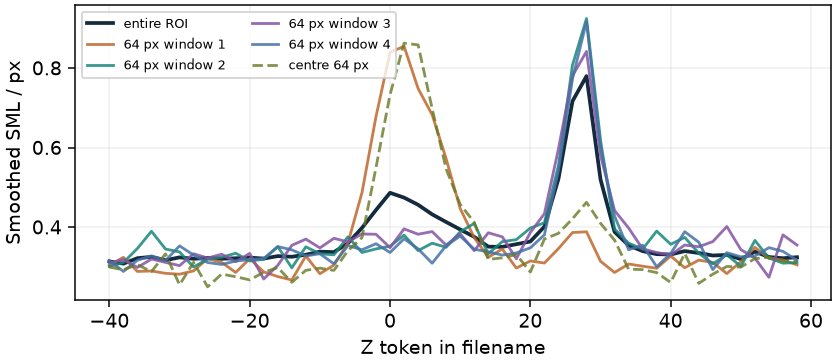 entire ROI
64 px window 1
64 px window 2
64 px window 3
64 px window 4
centre 64 px
Smoothed SML / px
0.8
0.6
0.4
−40
−20
0
20
40
60
Z token in filename